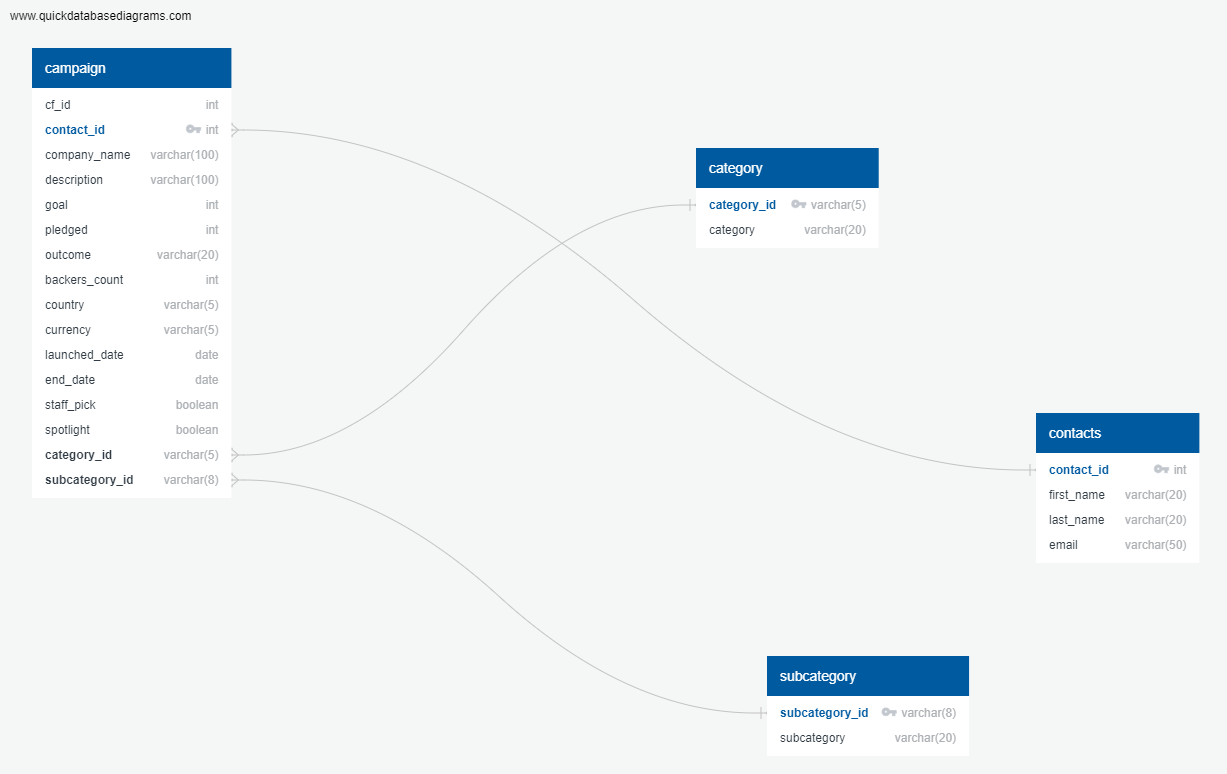 www.quickdatabasediagrams.com
campaign
cf_id int
contact_id int
company_name varchar(100)
description varchar(100)
goal int
pledged int
outcome varchar(20)
backers_count int
country varchar(5)
currency varchar(5)
launched_date date
end_date date
staff_pick boolean
spotlight boolean
category_id varchar(5)
subcategory_id varchar(8)
category
category_id varchar(5)
category varchar(20)
contacts
contact_id int
first_name varchar(20)
last_name varchar(20)
email varchar(50)
subcategory
subcategory_id varchar(8)
subcategory varchar(20)